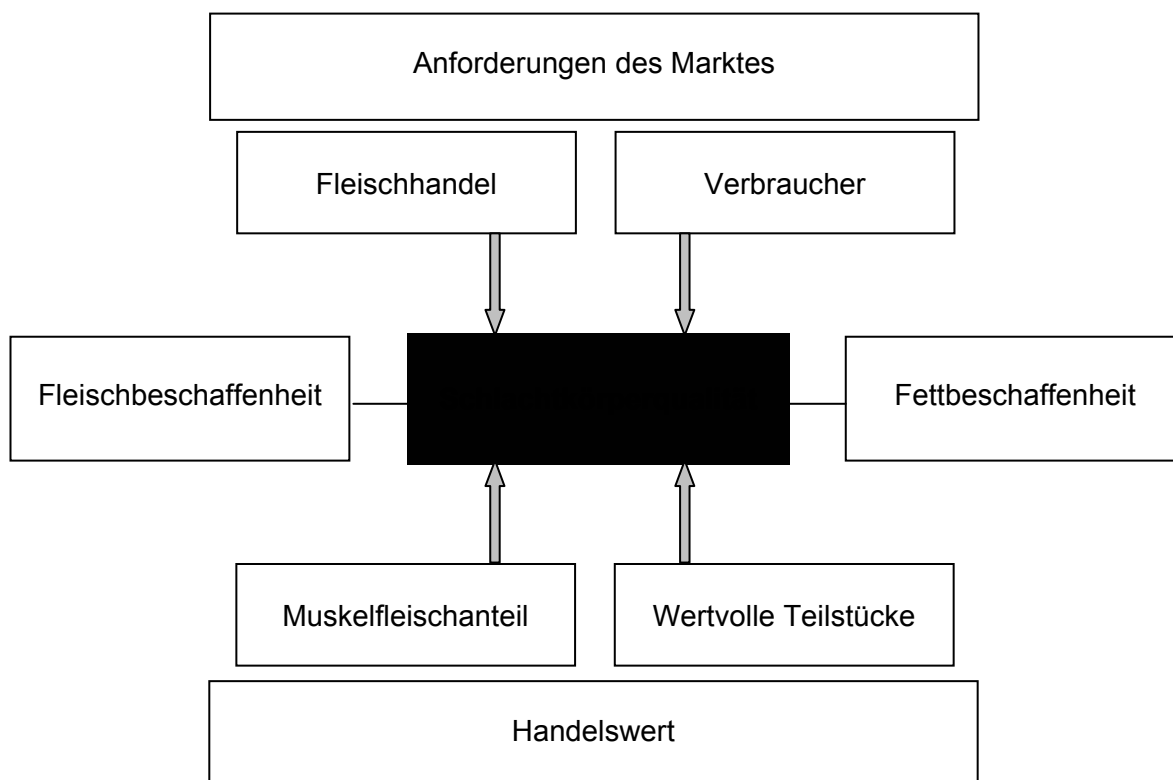 Anforderungen des Marktes
Fleischhandel
Verbraucher
Fleischbeschaffenheit
Fettbeschaffenheit
Muskelfleischanteil
Wertvolle Teilstücke
Handelswert